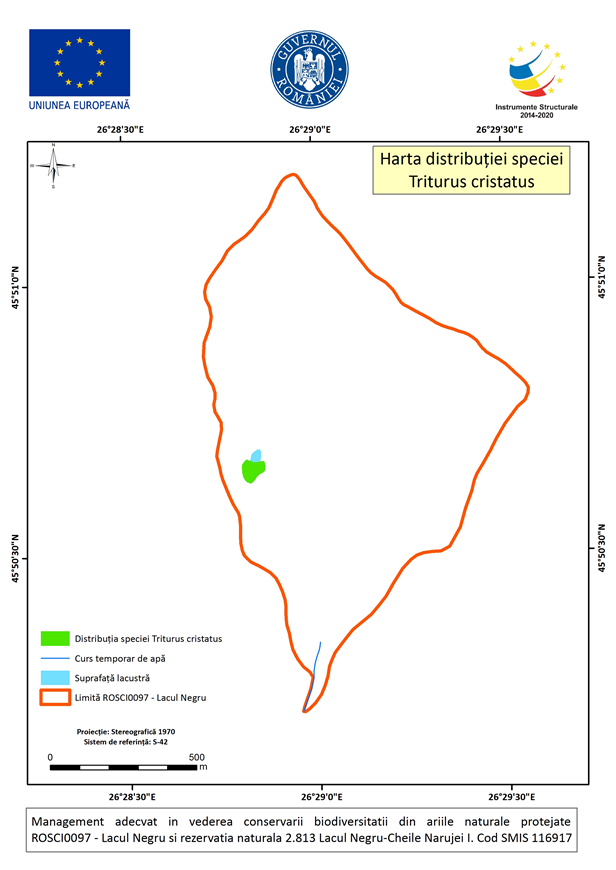 UNIUNEA EUROPEANĂ
GUVERNUL ROMÂNIEI
Instrumente Structurale
2014-2020
26°28'30"E
26°29'0"E
26°29'30"E
N
E
S
Harta distribuției speciei
Triturus cristatus
45°51'0"N
45°51'0"N
45°50'30"N
45°50'30"N
Distribuția speciei Triturus cristatus
Curs temporar de apă
Suprafață lacustră
Limită ROSCI0097 - Lacul Negru
Proiecție: Stereografică 1970
Sistem de referință: S-42
0 500
m
26°28'30"E
26°29'0"E
26°29'30"E
Management adecvat in vederea conservarii biodiversitatii din ariile naturale protejate
ROSCI0097 - Lacul Negru si rezervatia naturala 2.813 Lacul Negru-Cheile Narujei I. Cod SMIS 116917